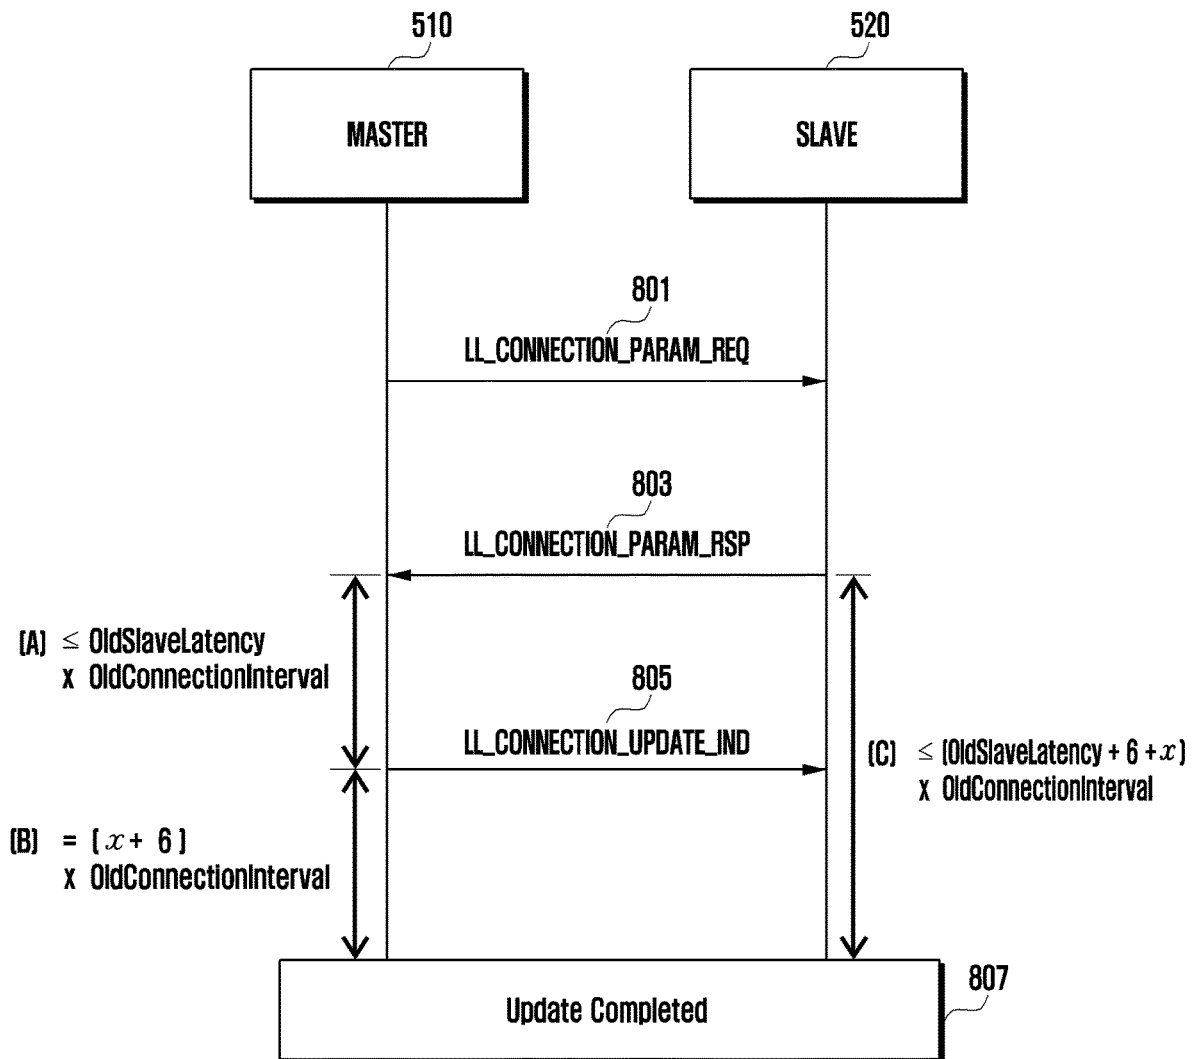 510
520
MASTER
SLAVE
801
LL_CONNECTION_PARAM_REQ
803
LL_CONNECTION_PARAM_RSP
(A) ≤ OldSlaveLatency
x OldConnectionInterval
805
LL_CONNECTION_UPDATE_IND
(C) ≤ (OldSlaveLatency + 6 + x)
x OldConnectionInterval
(B) = ( x + 6 )
x OldConnectionInterval
Update Completed
807